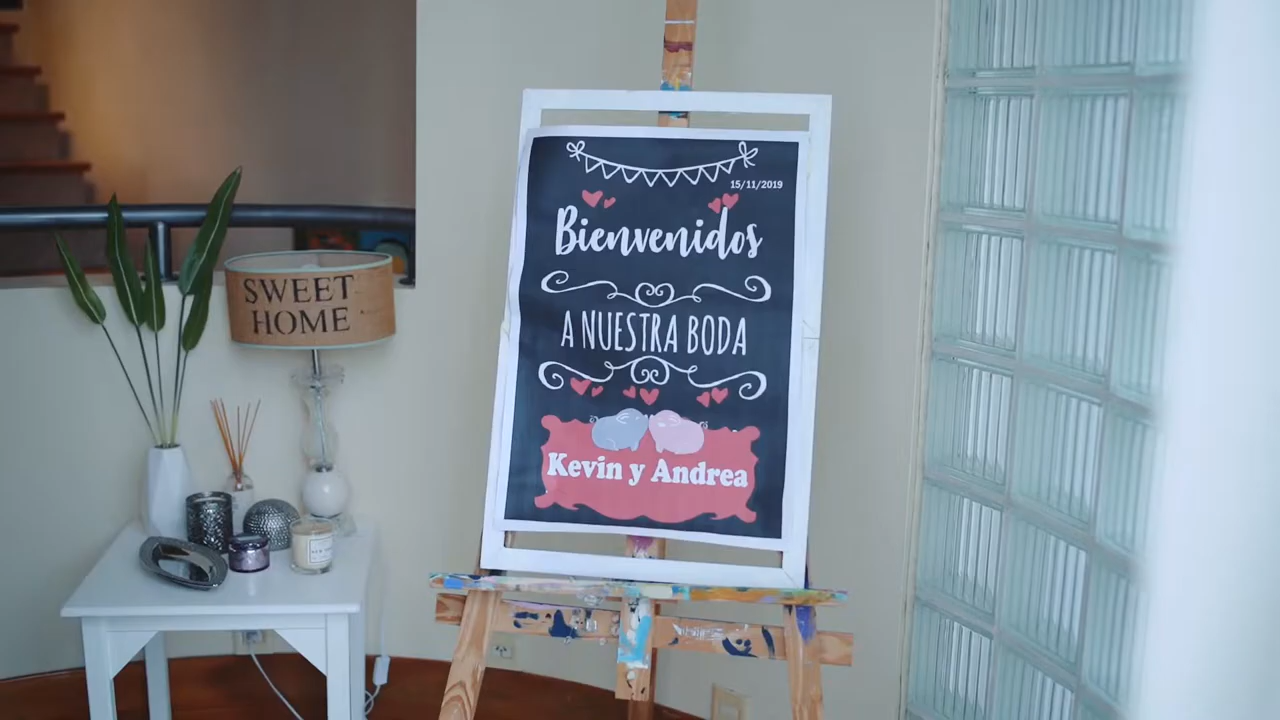 SWEET
HOME
15/11/2019
Bienvenidos
A NUESTRA BODA
Kevin y Andrea